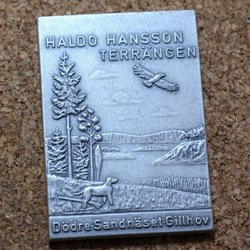 HALDO HANSSON
TERRÄNGEN
Dödre-Sandnäset-Gillhov